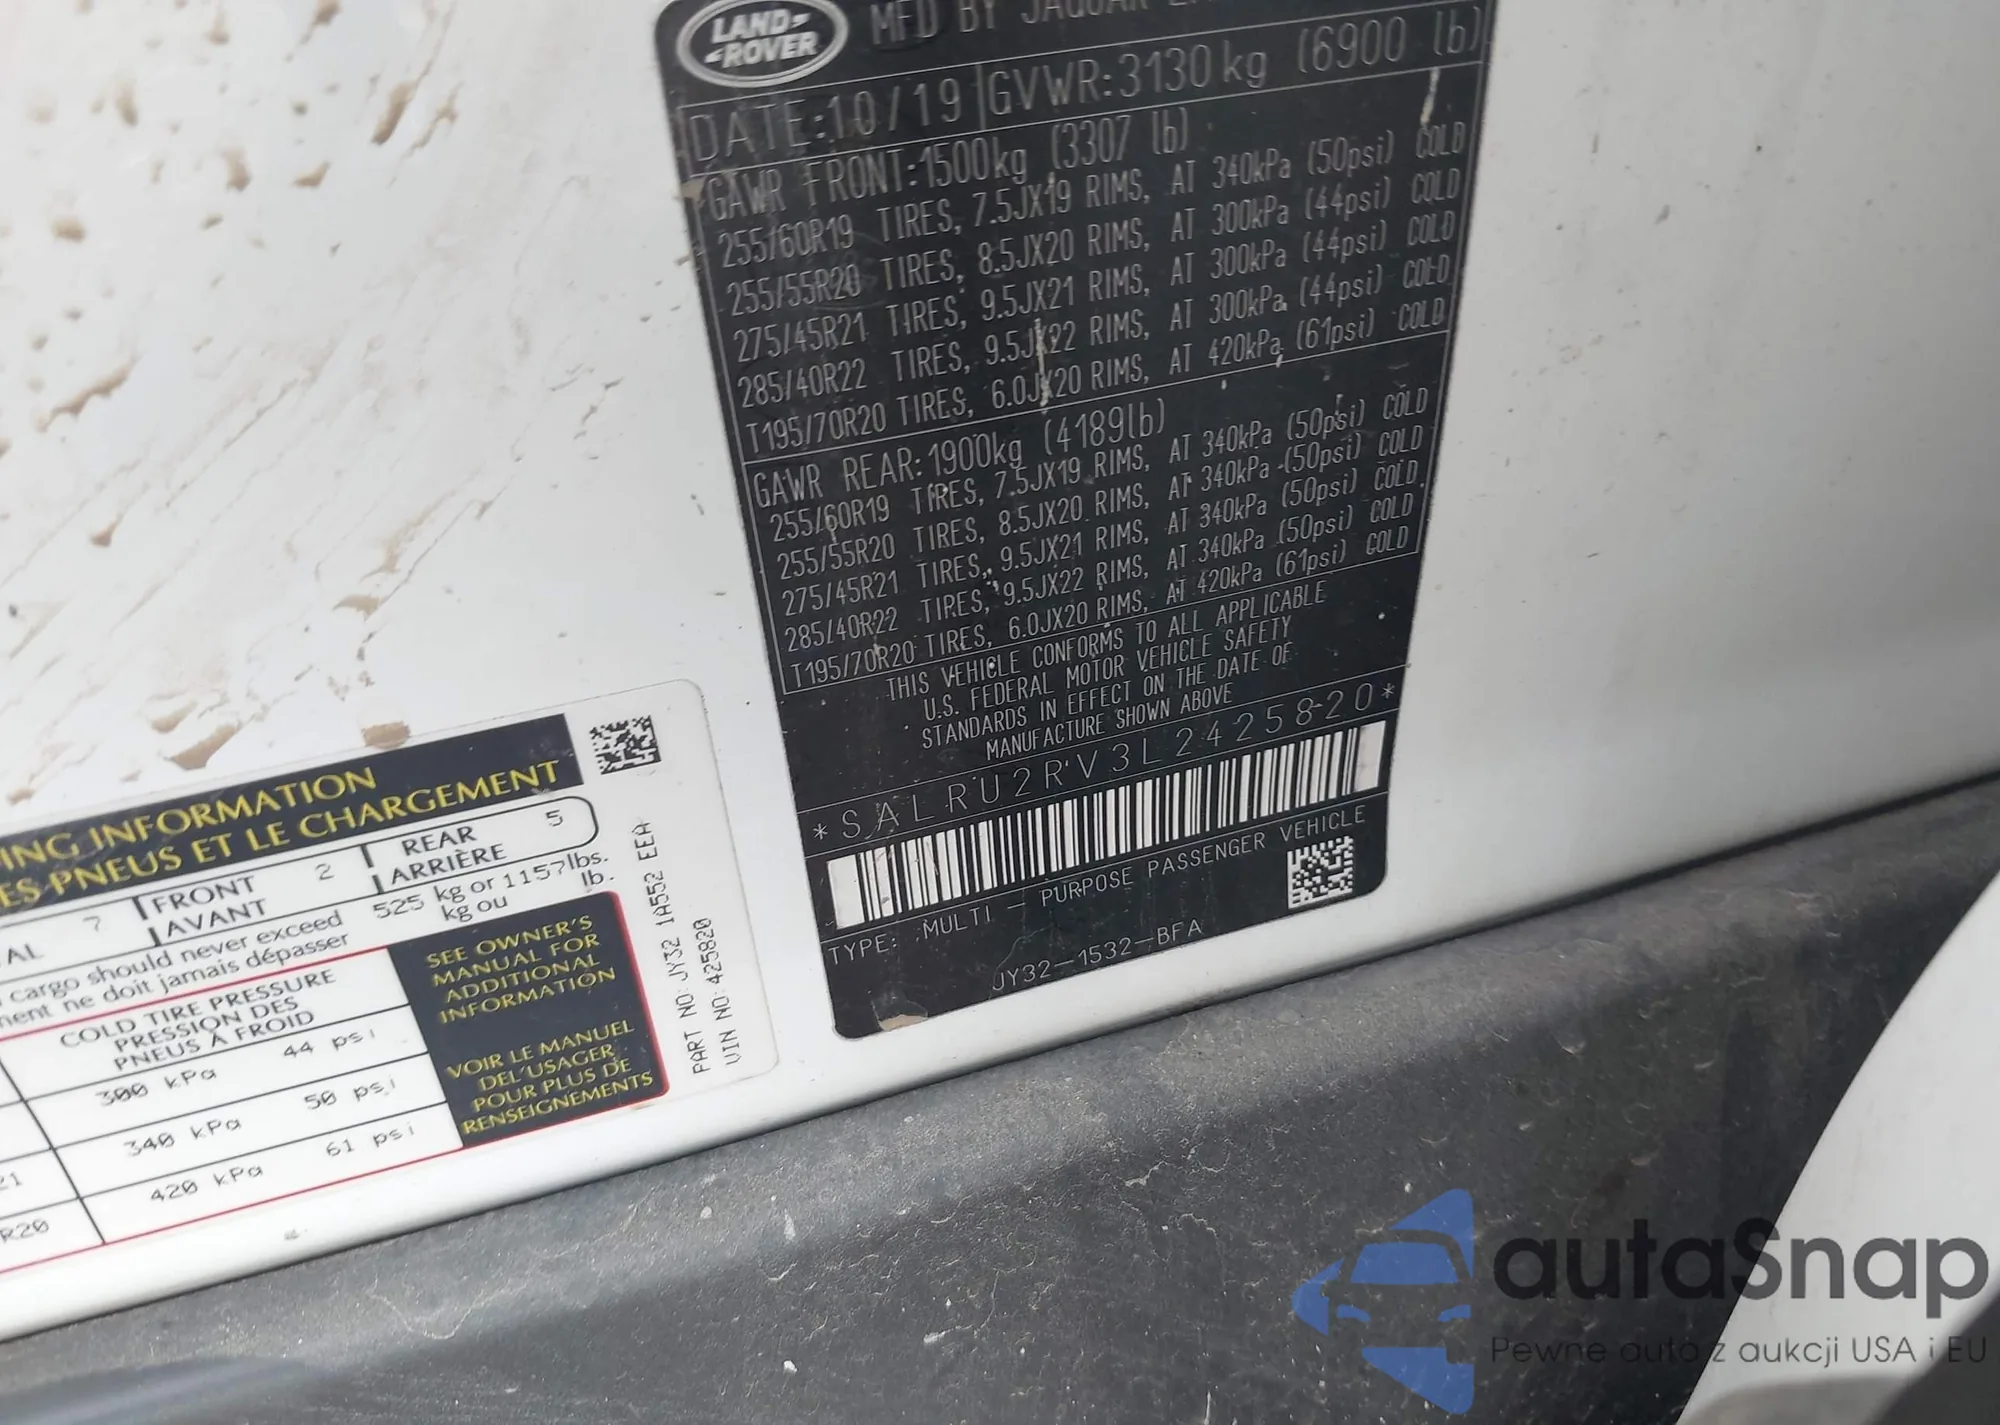 LAND
ROVER
MFD BY JAGUAR
DATE:10/19 GVWR:3130kg (6900 lb)
GAWR FRONT:1500kg (3307 lb)
255/60R19 TIRES, 7.5JX19 RIMS, AT 340kPa (50psi) COLD
255/55R20 TIRES, 8.5JX20 RIMS, AT 300kPa (44psi) COLD
275/45R21 TIRES, 9.5JX21 RIMS, AT 300kPa (44psi) COLD
285/40R22 TIRES, 9.5JX22 RIMS, AT 300kPa (44psi) COLD
T195/70R20 TIRES, 6.0JX20 RIMS, AT 420kPa (61psi) COLD
GAWR REAR:1900kg (4189lb)
255/60R19 TIRES, 7.5JX19 RIMS, AT 340kPa (50psi) COLD
255/55R20 TIRES, 8.5JX20 RIMS, AT 340kPa (50psi) COLD
275/45R21 TIRES, 9.5JX21 RIMS, AT 340kPa (50psi) COLD
285/40R22 TIRES, 9.5JX22 RIMS, AT 340kPa (50psi) COLD
T195/70R20 TIRES, 6.0JX20 RIMS, AT 420kPa (61psi) COLD
THIS VEHICLE CONFORMS TO ALL APPLICABLE
U.S. FEDERAL MOTOR VEHICLE SAFETY
STANDARDS IN EFFECT ON THE DATE OF
MANUFACTURE SHOWN ABOVE
*SALRU2RV3L2425820*
TYPE: MULTI - PURPOSE PASSENGER VEHICLE
JY32-1532-BFA
ING INFORMATION
ES PNEUS ET LE CHARGEMENT
AL 7 FRONT 2 REAR 5
AVANT ARRIÈRE
cargo should never exceed 525 kg or 1157lbs.
ment ne doit jamais dépasser kg ou lb.
COLD TIRE PRESSURE
PRESSION DES
PNEUS À FROID
300 kPa 44 psi
340 kPa 50 psi
21 420 kPa 61 psi
R20
SEE OWNER'S
MANUAL FOR
ADDITIONAL
INFORMATION
VOIR LE MANUEL
DEL'USAGER
POUR PLUS DE
RENSEIGNEMENTS
PART NO: JY32 1A552 EEA
VIN NO: 425820
autaSnap
Pewne auta z aukcji USA i EU